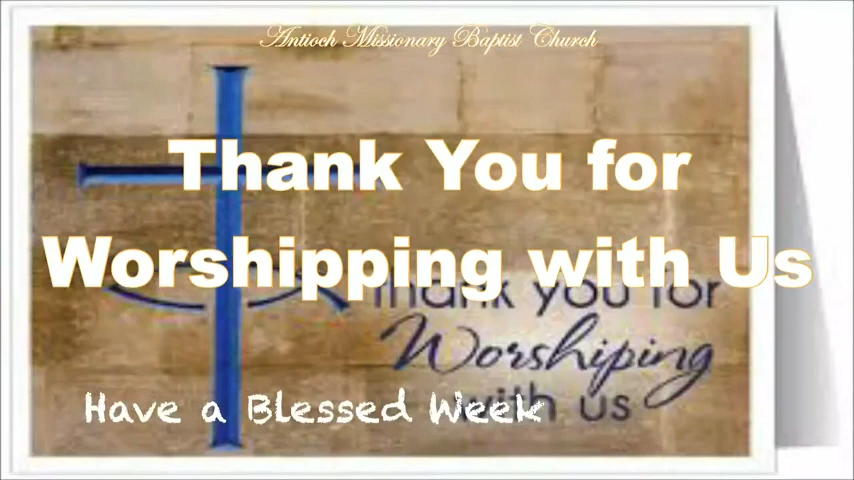 Antioch Missionary Baptist Church
Thank You for
Worshipping with Us
thank you for
Worshiping
with us
Have a Blessed Week